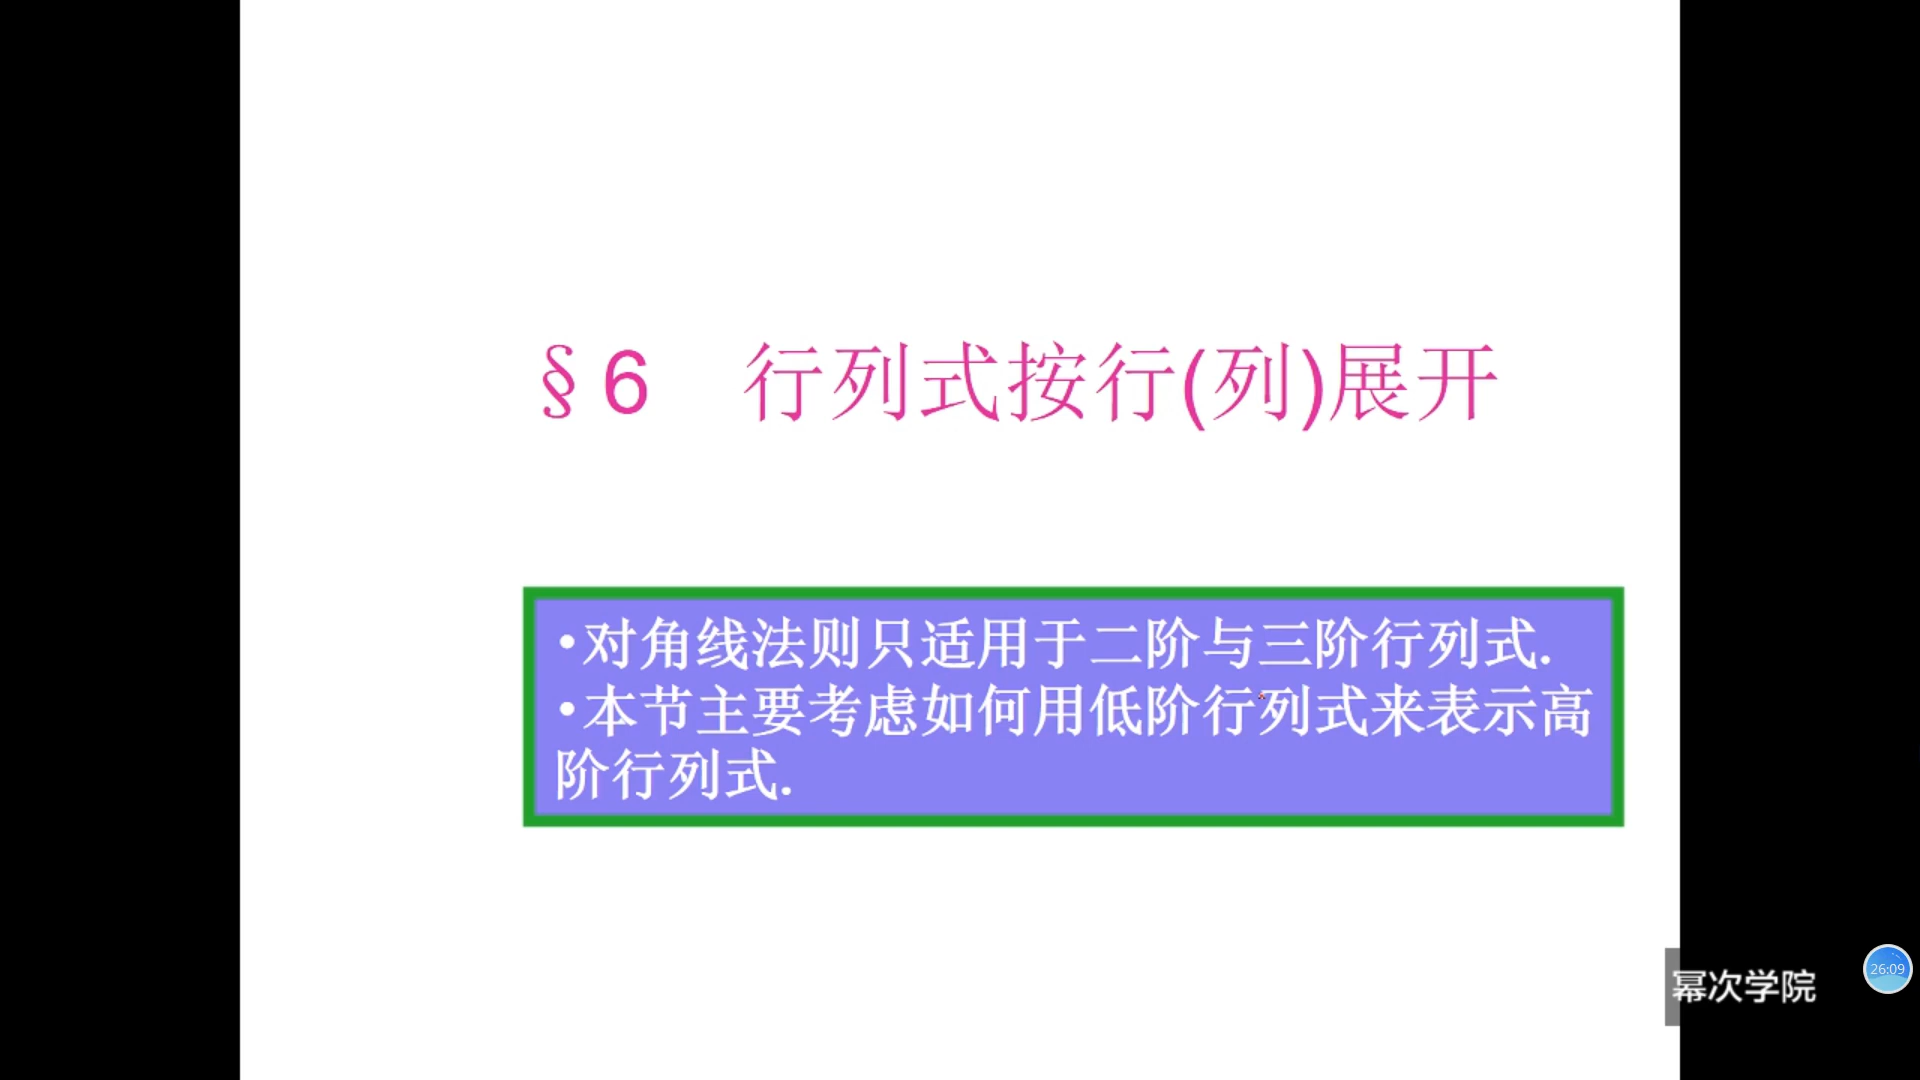 §6 行列式按行(列)展开
•对角线法则只适用于二阶与三阶行列式.
•本节主要考虑如何用低阶行列式来表示高
阶行列式.
幂次学院
26:09